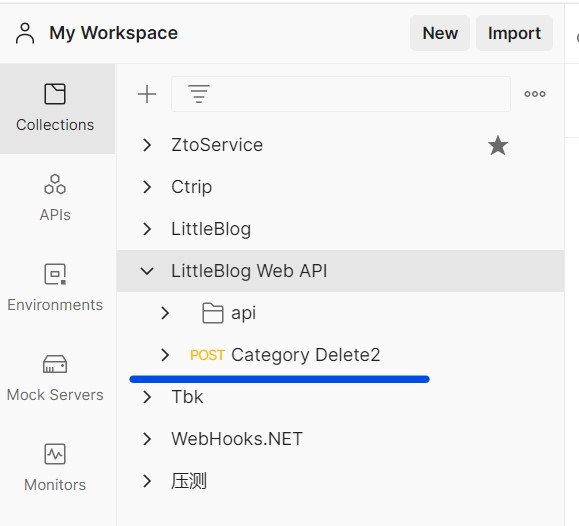 My Workspace
New
Import
Collections
APIs
Environments
Mock Servers
Monitors
ZtoService
Ctrip
LittleBlog
LittleBlog Web API
api
POST Category Delete2
Tbk
WebHooks.NET
压测